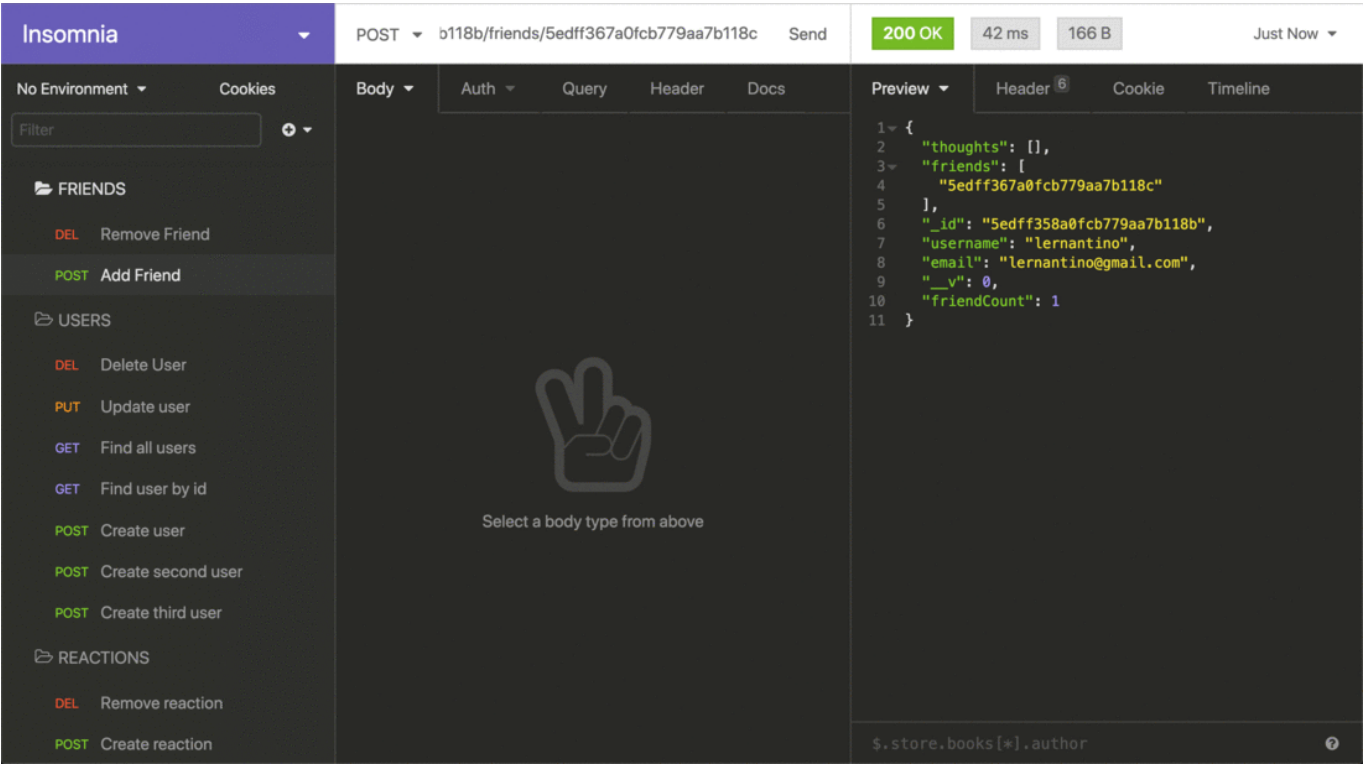 Insomnia
POST b118b/friends/5edff367a0fcb779aa7b118c Send
200 OK 42 ms 166 B Just Now
No Environment Cookies
Filter
FRIENDS
DEL Remove Friend
POST Add Friend
USERS
DEL Delete User
PUT Update user
GET Find all users
GET Find user by id
POST Create user
POST Create second user
POST Create third user
REACTIONS
DEL Remove reaction
POST Create reaction
Body Auth Query Header Docs
Select a body type from above
Preview Header 6 Cookie Timeline
1 {
2 "thoughts": [],
3 "friends": [
4 "5edff367a0fcb779aa7b118c"
5 ],
6 "_id": "5edff358a0fcb779aa7b118b",
7 "username": "lernantino",
8 "email": "lernantino@gmail.com",
9 "__v": 0,
10 "friendCount": 1
11 }
$.store.books[*].author